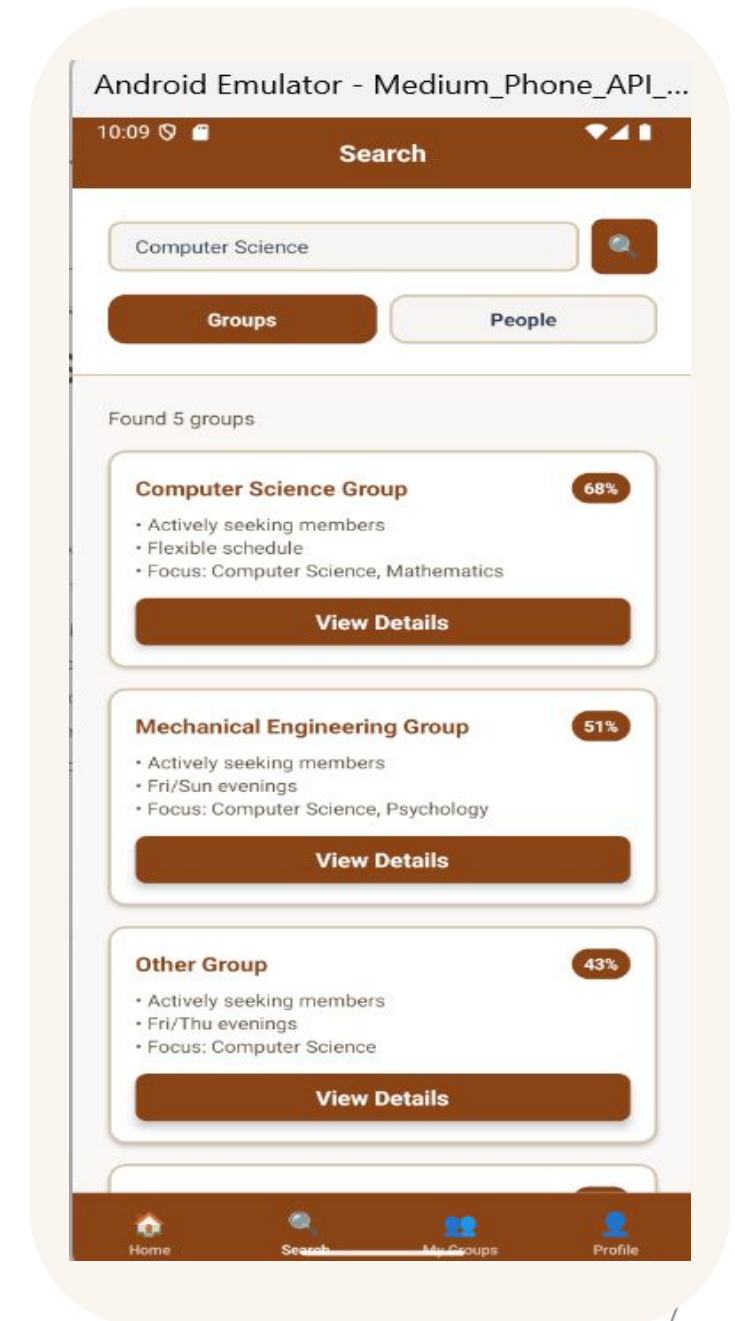 Android Emulator - Medium_Phone_API_...
10:09
Search
Computer Science
Groups People
Found 5 groups
Computer Science Group 68%
• Actively seeking members
• Flexible schedule
• Focus: Computer Science, Mathematics
View Details
Mechanical Engineering Group 51%
• Actively seeking members
• Fri/Sun evenings
• Focus: Computer Science, Psychology
View Details
Other Group 43%
• Actively seeking members
• Fri/Thu evenings
• Focus: Computer Science
View Details
Home Search My Groups Profile